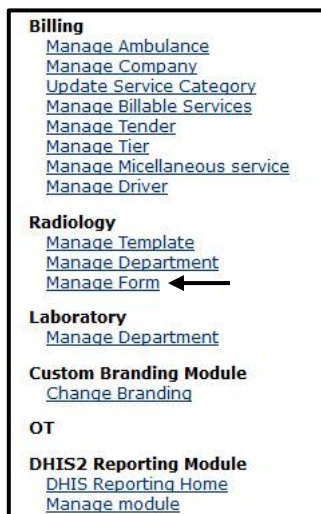 Billing
Manage Ambulance
Manage Company
Update Service Category
Manage Billable Services
Manage Tender
Manage Tier
Manage Micellaneous service
Manage Driver
Radiology
Manage Template
Manage Department
Manage Form
Laboratory
Manage Department
Custom Branding Module
Change Branding
OT
DHIS2 Reporting Module
DHIS Reporting Home
Manage module